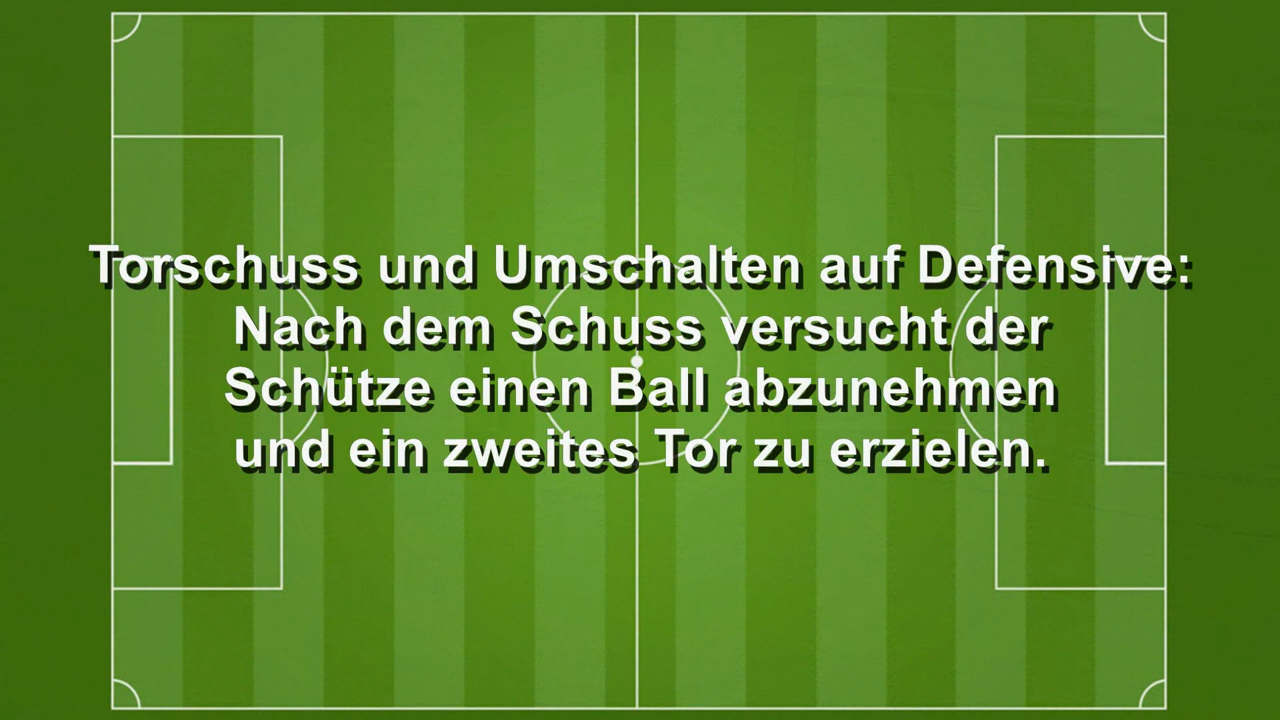 Torschuss und Umschalten auf Defensive:
Nach dem Schuss versucht der
Schütze einen Ball abzunehmen
und ein zweites Tor zu erzielen.